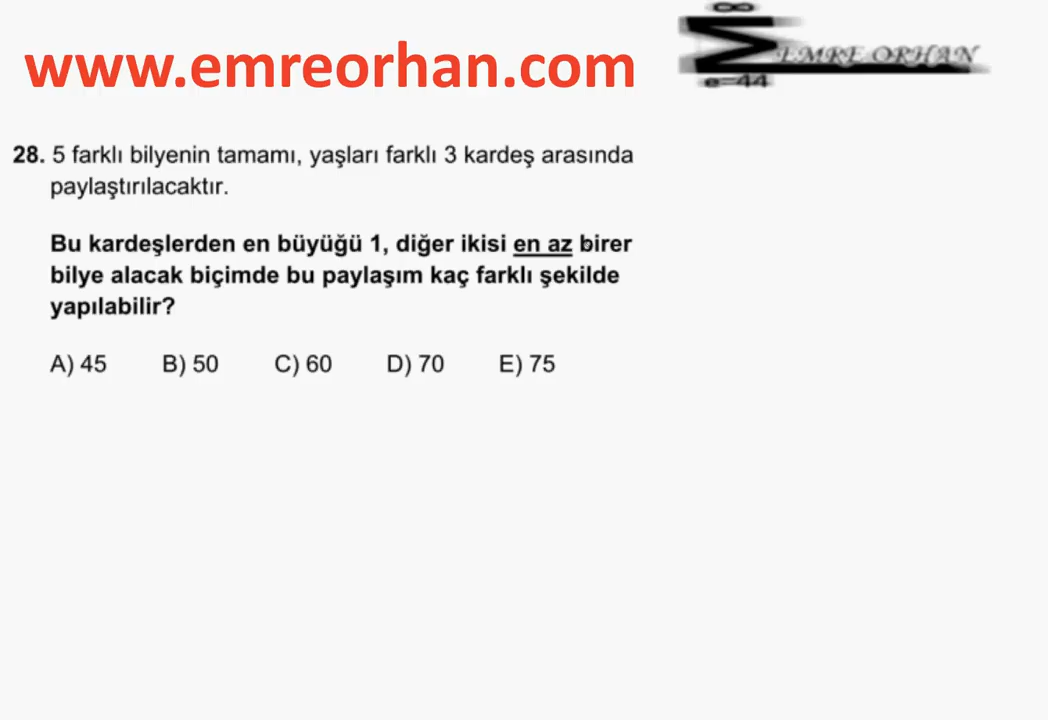 www.emreorhan.com
∞
Σ EMRE ORHAN
e=44
28. 5 farklı bilyenin tamamı, yaşları farklı 3 kardeş arasında
paylaştırılacaktır.
Bu kardeşlerden en büyüğü 1, diğer ikisi en az birer
bilye alacak biçimde bu paylaşım kaç farklı şekilde
yapılabilir?
A) 45 B) 50 C) 60 D) 70 E) 75